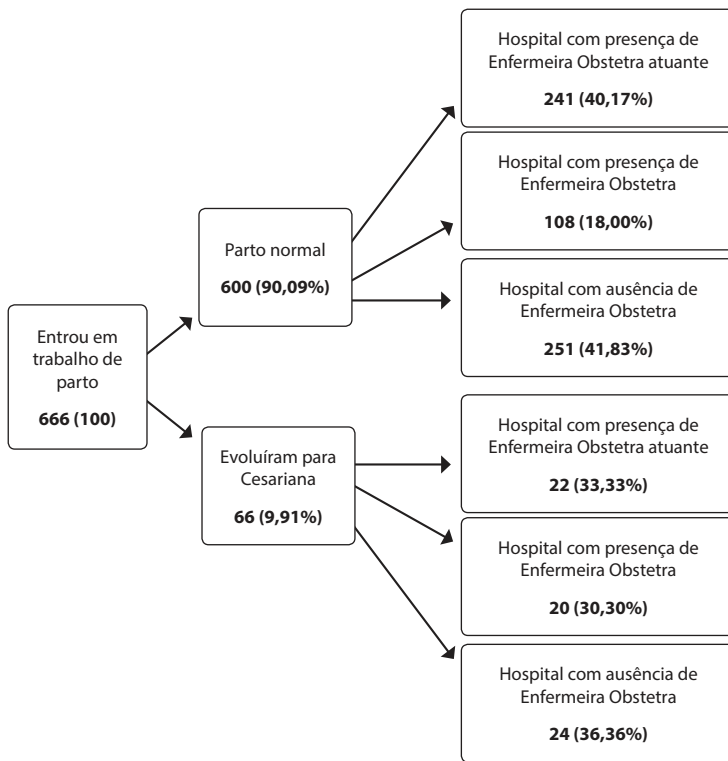 Entrou em
trabalho de
parto
666 (100)
Parto normal
600 (90,09%)
Evoluíram para
Cesariana
66 (9,91%)
Hospital com presença de
Enfermeira Obstetra atuante
241 (40,17%)
Hospital com presença de
Enfermeira Obstetra
108 (18,00%)
Hospital com ausência de
Enfermeira Obstetra
251 (41,83%)
Hospital com presença de
Enfermeira Obstetra atuante
22 (33,33%)
Hospital com presença de
Enfermeira Obstetra
20 (30,30%)
Hospital com ausência de
Enfermeira Obstetra
24 (36,36%)